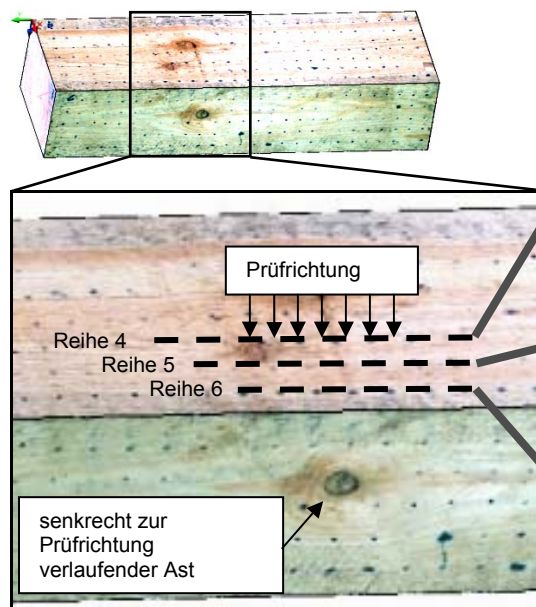 Prüfrichtung
Reihe 4
Reihe 5
Reihe 6
senkrecht zur
Prüfrichtung
verlaufender Ast